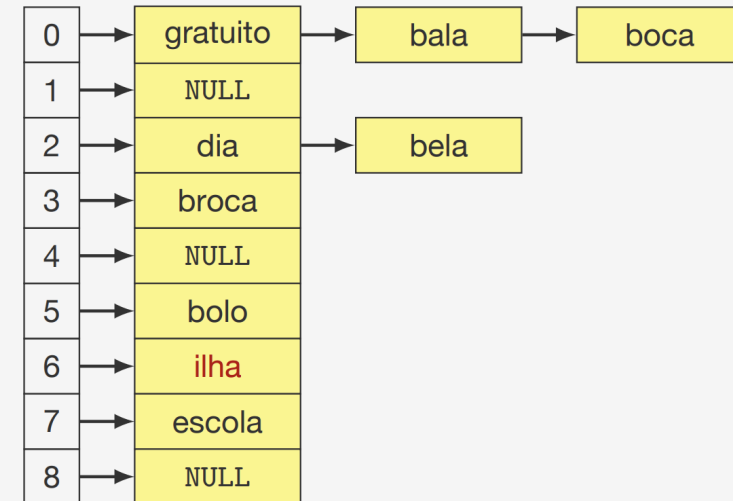 0 gratuito bala boca
1 NULL
2 dia bela
3 broca
4 NULL
5 bolo
6 ilha
7 escola
8 NULL